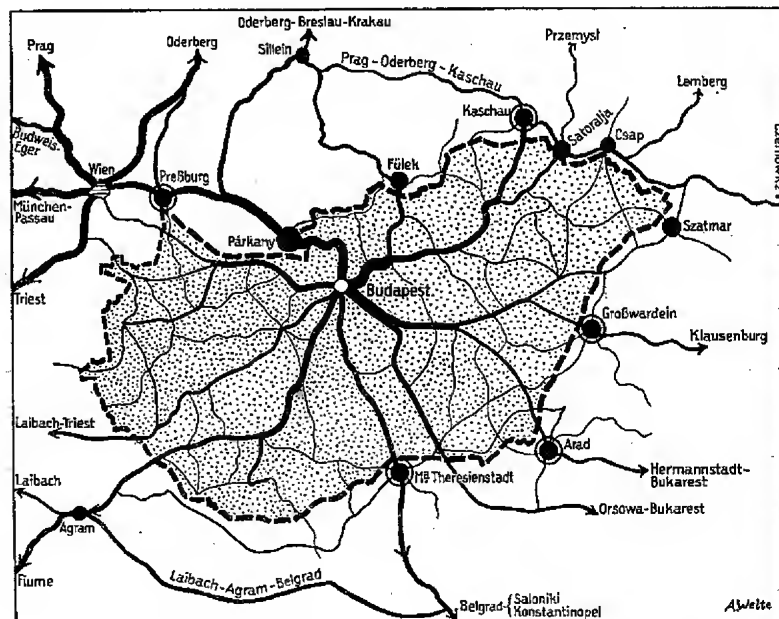 Oderberg-Breslau-Krakau
Prag
Oderberg
Sillein
Przemysl
Prag-Oderberg-Kaschau
Lemberg
Kaschau
Satoralja
Csap
Budweis-
Eger
Wien
Preßburg
Fülek
München-
Passau
Szatmar
Párkany
Triest
Budapest
Großwardein
Klausenburg
Laibach-Triest
Arad
Laibach
Mª Theresienstadt
Hermannstadt-
Bukarest
Agram
Orsowa-Bukarest
Fiume
Laibach-Agram-Belgrad
Belgrad-{Saloniki
Konstantinopel
A.Welte